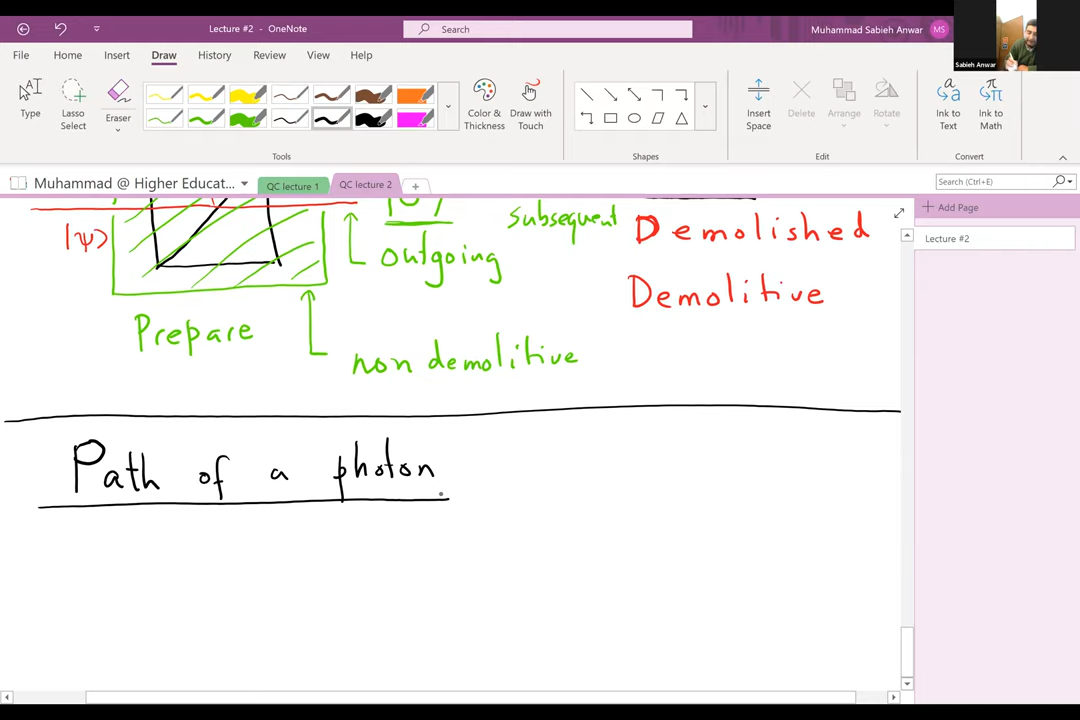 Lecture #2 - OneNote
Search
Muhammad Sabieh Anwar
MS
Sabieh Anwar
File Home Insert Draw History Review View Help
Type
Lasso Select
Eraser
Color & Thickness
Draw with Touch
Insert Space
Delete
Arrange
Rotate
Ink to Text
Ink to Math
Tools
Shapes
Edit
Convert
Muhammad @ Higher Educat...
QC lecture 1
QC lecture 2
Search (Ctrl+E)
Add Page
Lecture #2
|ψ⟩
subsequent
Demolished
outgoing
Demolitive
Prepare
non demolitive
Path of a photon